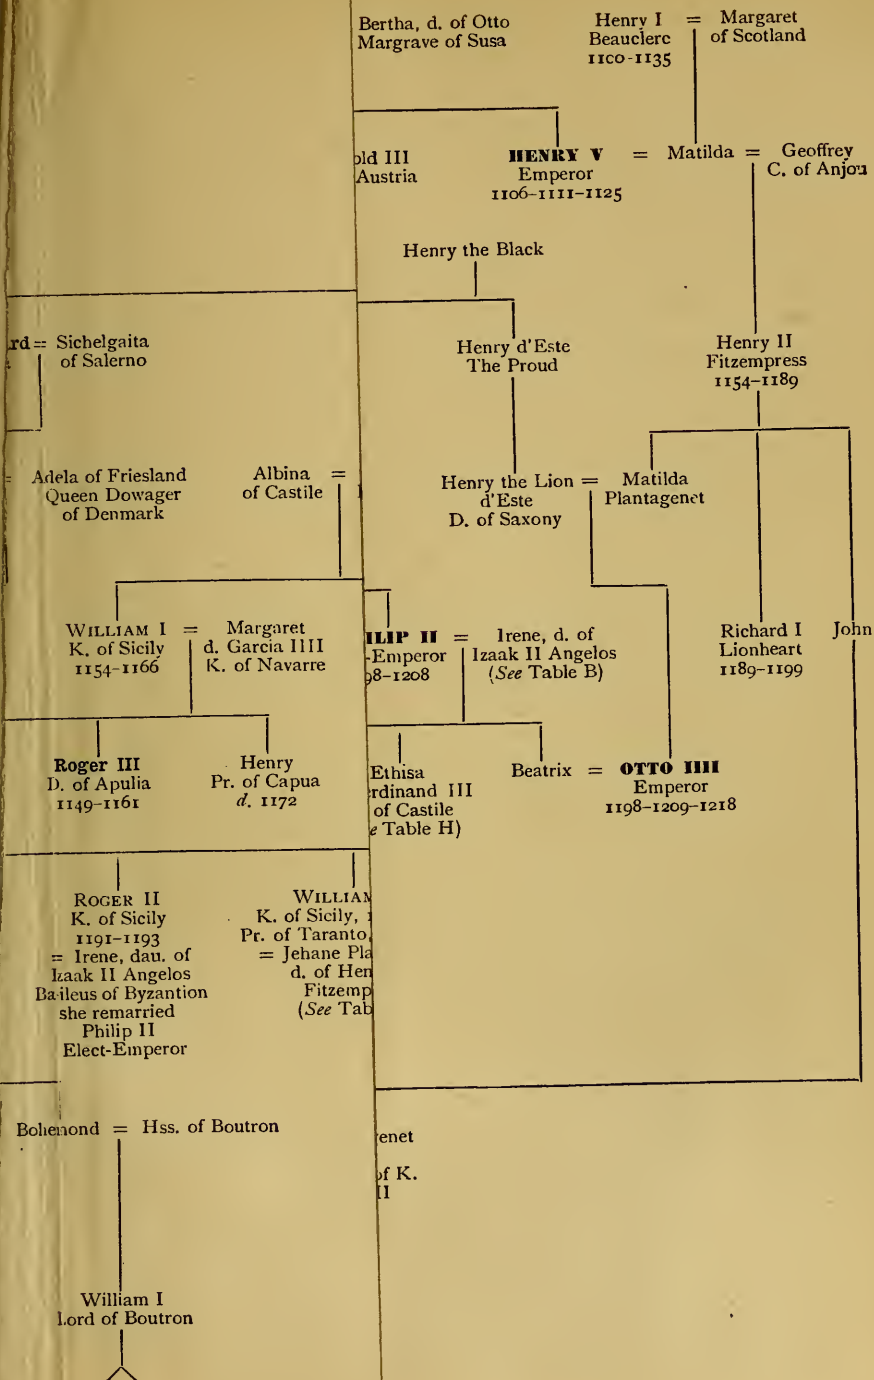 Bertha, d. of Otto
Margrave of Susa
Henry I = Margaret
Beauclerc of Scotland
11C0-1135
old III
Austria
HENRY V = Matilda = Geoffrey
Emperor C. of Anjou
1106-1111-1125
Henry the Black
rd = Sichelgaita
of Salerno
Henry d'Este
The Proud
Henry II
Fitzempress
1154-1189
= Adela of Friesland
Queen Dowager
of Denmark
Albina =
of Castile
Henry the Lion = Matilda
d'Este Plantagenet
D. of Saxony
WILLIAM I = Margaret
K. of Sicily d. Garcia IIII
1154-1166 K. of Navarre
ILIP II = Irene, d. of
-Emperor Izaak II Angelos
98-1208 (See Table B)
Richard I John
Lionheart
1189-1199
Roger III
D. of Apulia
1149-1161
Henry
Pr. of Capua
d. 1172
Ethisa
rdinand III
of Castile
e Table H)
Beatrix = OTTO IIII
Emperor
1198-1209-1218
ROGER II
K. of Sicily
1191-1193
= Irene, dau. of
Izaak II Angelos
Baileus of Byzantion
she remarried
Philip II
Elect-Emperor
WILLIAM
K. of Sicily,
Pr. of Taranto,
= Jehane Pla
d. of Hen
Fitzemp
(See Tab
Bohemond = Hss. of Boutron
enet
of K.
II
William I
Lord of Boutron